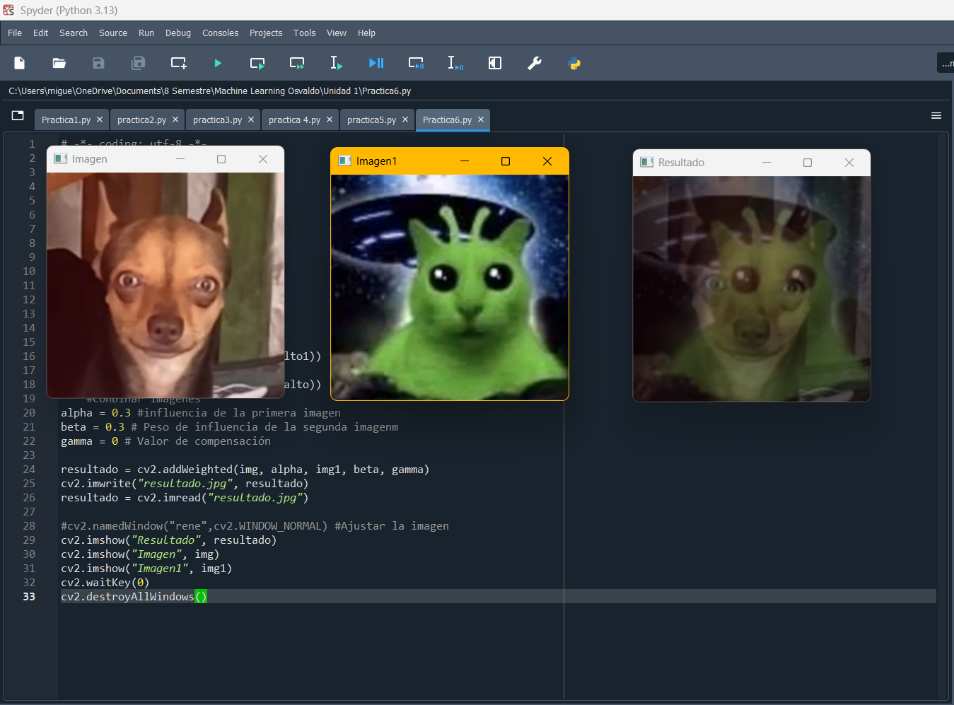 Spyder (Python 3.13)
File Edit Search Source Run Debug Consoles Projects Tools View Help
C:\Users\migue\OneDrive\Documents\8 Semestre\Machine Learning Osvaldo\Unidad 1\Practica6.py
Practica1.py practica2.py practica3.py practica 4.py practica5.py Practica6.py
1 # -*- coding: utf-8 -*-
Imagen
Imagen1
Resultado
2
3
4
5
6
7
8
9
10
11
12
13
14
15
16 lto1))
17
18 alto))
19 #Combinar imagenes
20 alpha = 0.3 #influencia de la primera imagen
21 beta = 0.3 # Peso de influencia de la segunda imagenm
22 gamma = 0 # Valor de compensación
23
24 resultado = cv2.addWeighted(img, alpha, img1, beta, gamma)
25 cv2.imwrite("resultado.jpg", resultado)
26 resultado = cv2.imread("resultado.jpg")
27
28 #cv2.namedWindow("rene",cv2.WINDOW_NORMAL) #Ajustar la imagen
29 cv2.imshow("Resultado", resultado)
30 cv2.imshow("Imagen", img)
31 cv2.imshow("Imagen1", img1)
32 cv2.waitKey(0)
33 cv2.destroyAllWindows()